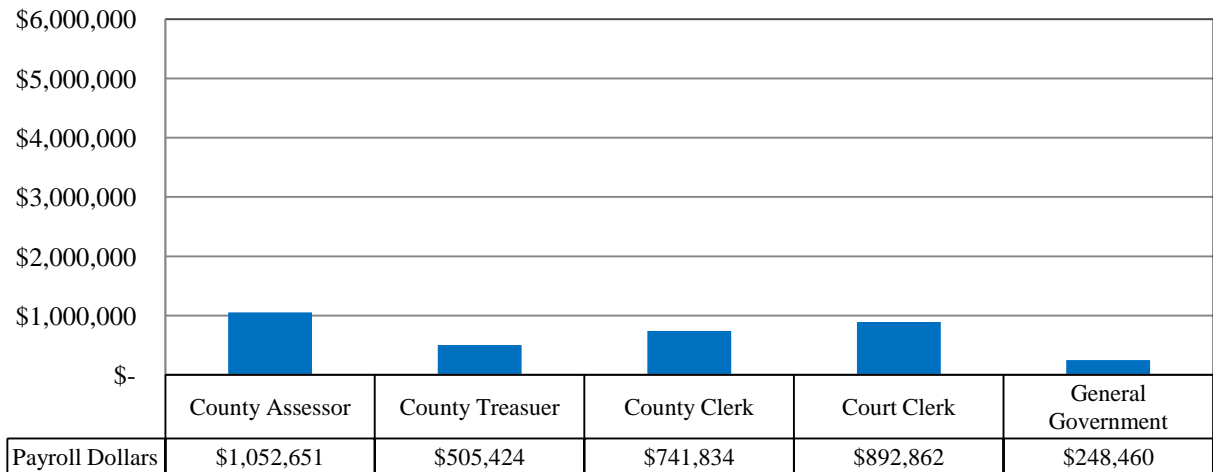 $6,000,000
$5,000,000
$4,000,000
$3,000,000
$2,000,000
$1,000,000
$-
County Assessor County Treasuer County Clerk Court Clerk General
Government
Payroll Dollars $1,052,651 $505,424 $741,834 $892,862 $248,460